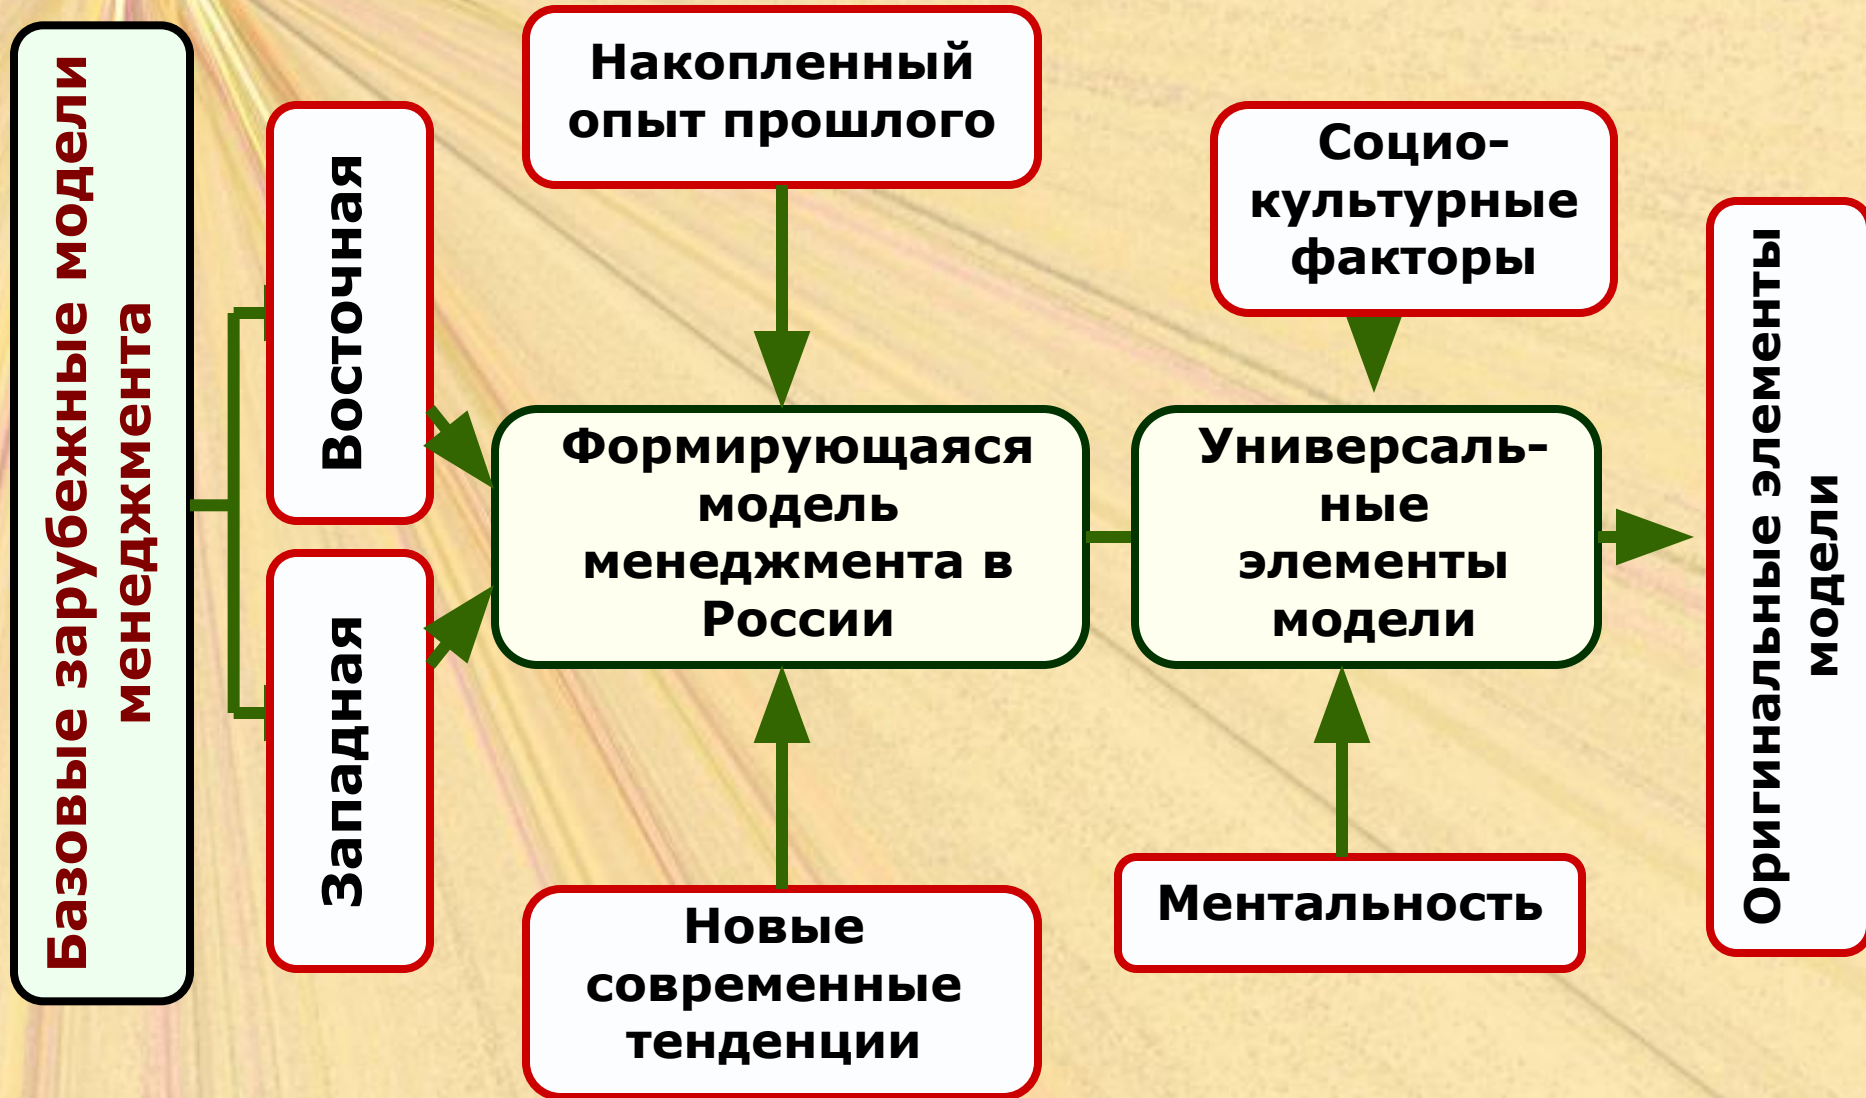 Базовые зарубежные модели
менеджмента
Восточная
Западная
Накопленный
опыт прошлого
Формирующаяся
модель
менеджмента в
России
Новые
современные
тенденции
Социо-
культурные
факторы
Универсаль-
ные
элементы
модели
Ментальность
Оригинальные элементы
модели